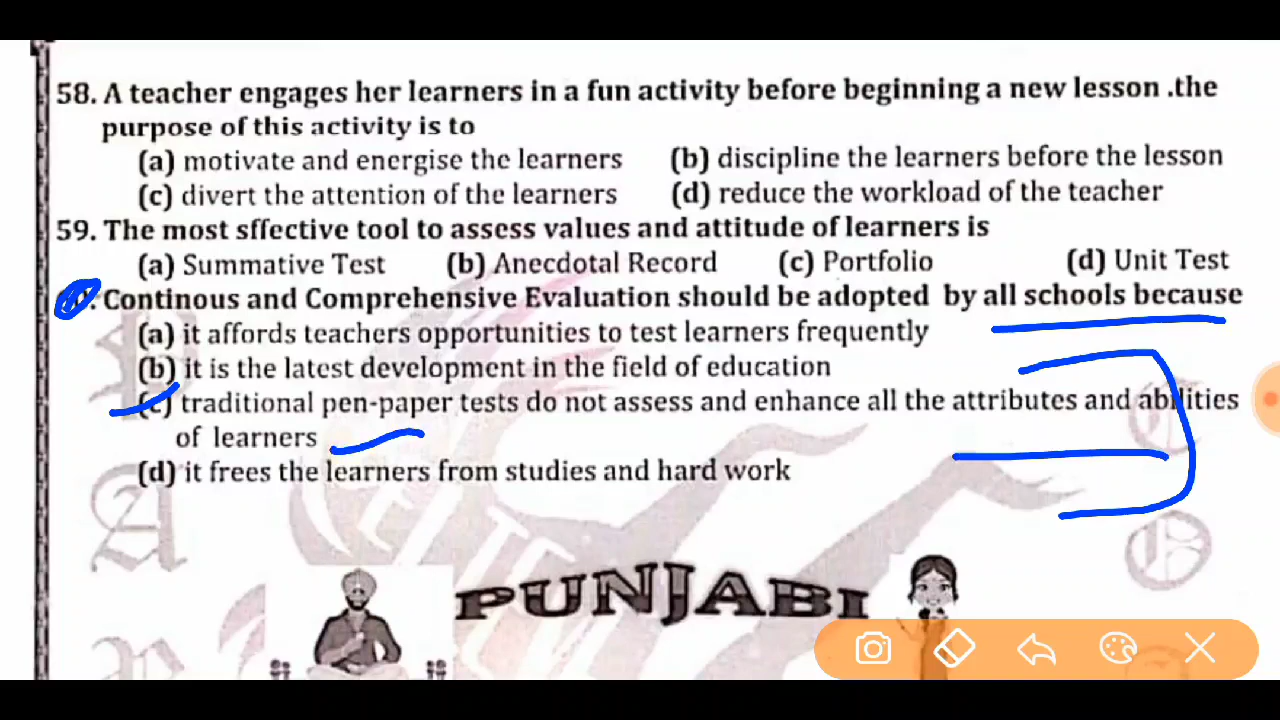 58. A teacher engages her learners in a fun activity before beginning a new lesson .the
purpose of this activity is to
(a) motivate and energise the learners (b) discipline the learners before the lesson
(c) divert the attention of the learners (d) reduce the workload of the teacher
59. The most sffective tool to assess values and attitude of learners is
(a) Summative Test (b) Anecdotal Record (c) Portfolio (d) Unit Test
Continous and Comprehensive Evaluation should be adopted by all schools because
(a) it affords teachers opportunities to test learners frequently
(b) it is the latest development in the field of education
(c) traditional pen-paper tests do not assess and enhance all the attributes and abilities
of learners
(d) it frees the learners from studies and hard work
PUNJABI